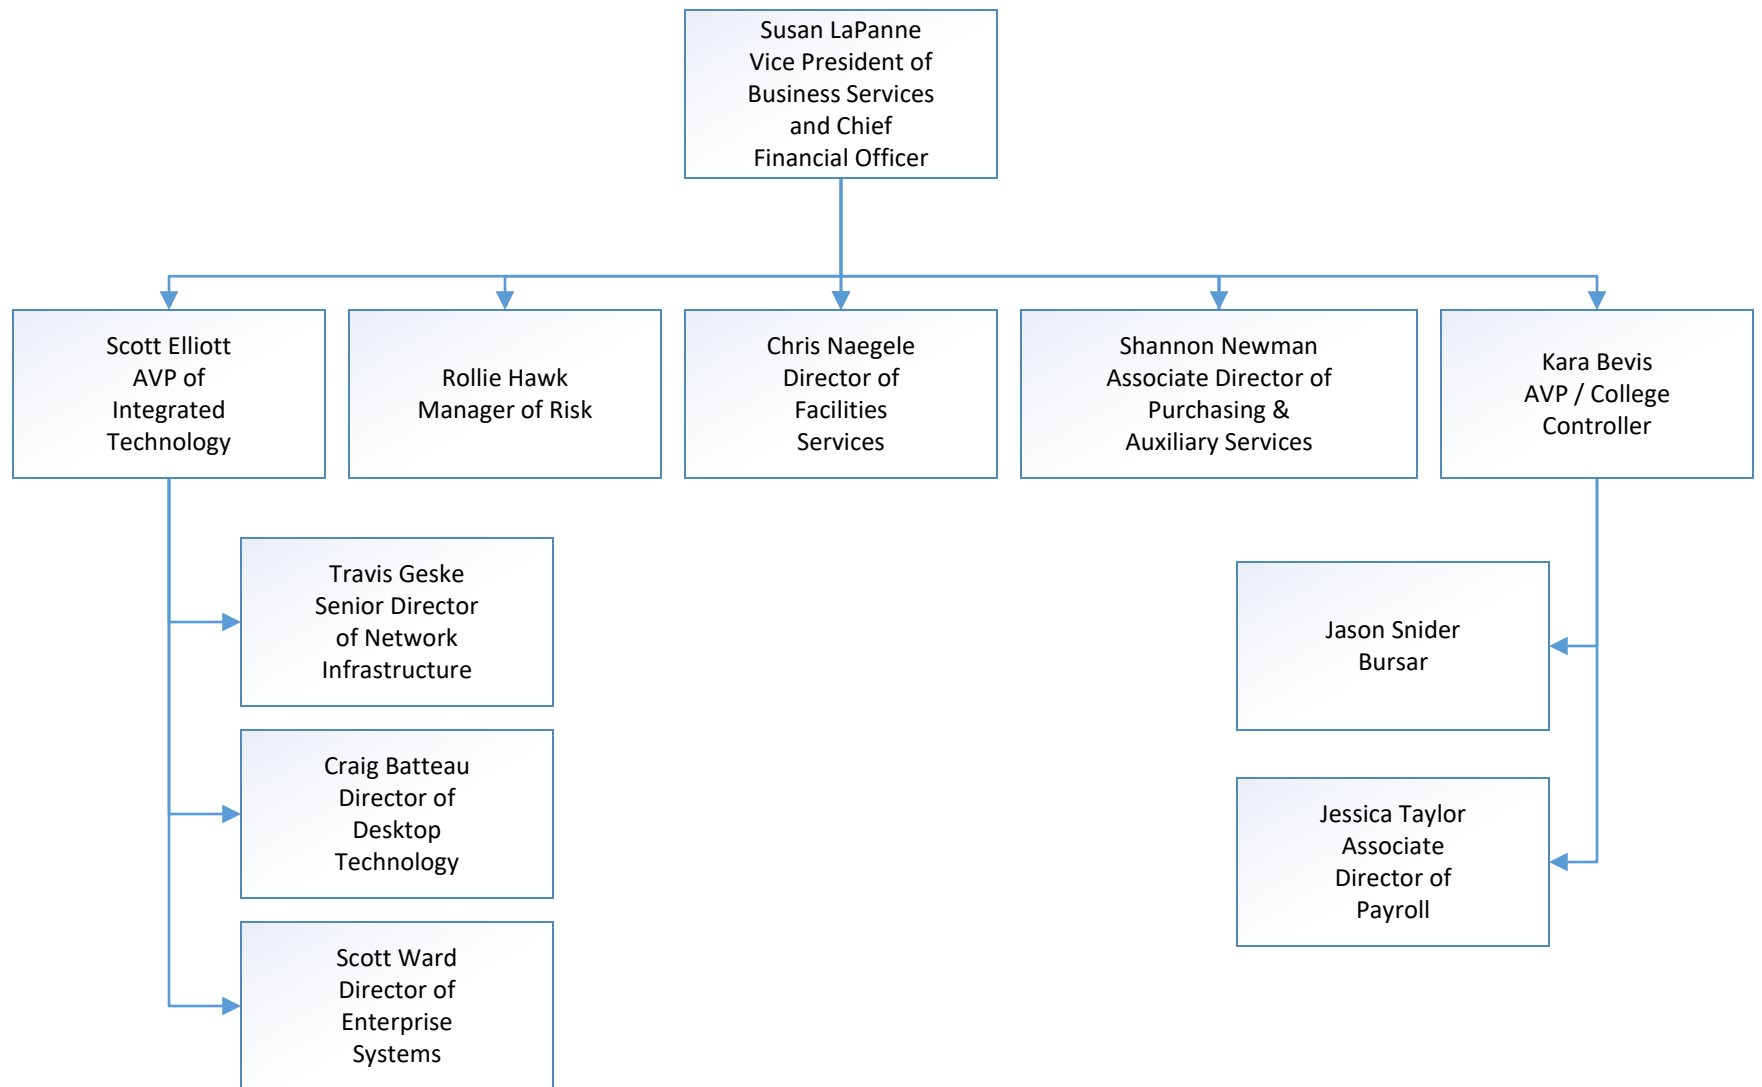 Susan LaPanne
Vice President of
Business Services
and Chief
Financial Officer
Scott Elliott
AVP of
Integrated
Technology
Rollie Hawk
Manager of Risk
Chris Naegele
Director of
Facilities
Services
Shannon Newman
Associate Director of
Purchasing &
Auxiliary Services
Kara Bevis
AVP / College
Controller
Travis Geske
Senior Director
of Network
Infrastructure
Craig Batteau
Director of
Desktop
Technology
Scott Ward
Director of
Enterprise
Systems
Jason Snider
Bursar
Jessica Taylor
Associate
Director of
Payroll